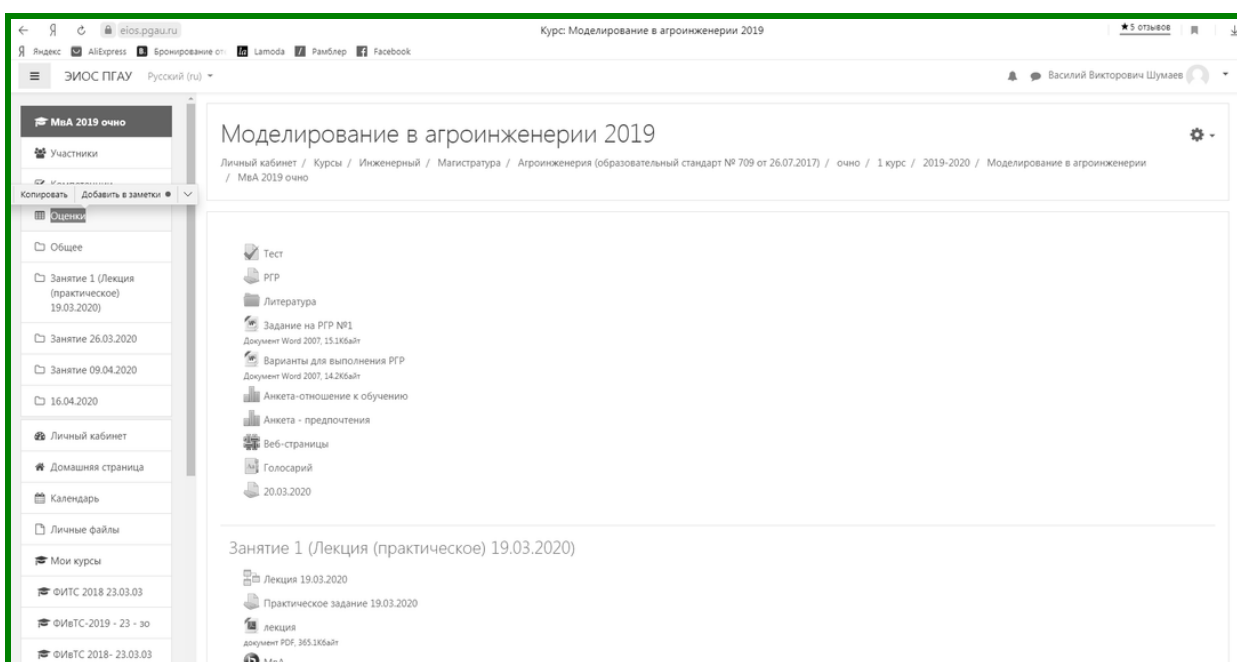 Я eios.pgau.ru Курс: Моделирование в агроинженерии 2019 ★5 отзывов
Я Яндекс AliExpress B. Бронирование оте la Lamoda Рамблер Facebook
ЭИОС ПГАУ Русский (ru) Василий Викторович Шумаев
МвА 2019 очно
Участники
Компетенции
Копировать Добавить в заметки
Оценки
Общее
Занятие 1 (Лекция
(практическое)
19.03.2020)
Занятие 26.03.2020
Занятие 09.04.2020
16.04.2020
Личный кабинет
Домашняя страница
Календарь
Личные файлы
Мои курсы
ФИТС 2018 23.03.03
ФИвТС-2019 - 23 - зо
ФИвТС 2018- 23.03.03
Моделирование в агроинженерии 2019
Личный кабинет / Курсы / Инженерный / Магистратура / Агроинженерия (образовательный стандарт № 709 от 26.07.2017) / очно / 1 курс / 2019-2020 / Моделирование в агроинженерии
/ МвА 2019 очно
Тест
РГР
Литература
Задание на РГР №1
Документ Word 2007, 15.1Кбайт
Варианты для выполнения РГР
Документ Word 2007, 14.2Кбайт
Анкета-отношение к обучению
Анкета - предпочтения
Веб-страницы
Голосарий
20.03.2020
Занятие 1 (Лекция (практическое) 19.03.2020)
Лекция 19.03.2020
Практическое задание 19.03.2020
лекция
документ PDF, 365.1Кбайт
МвА